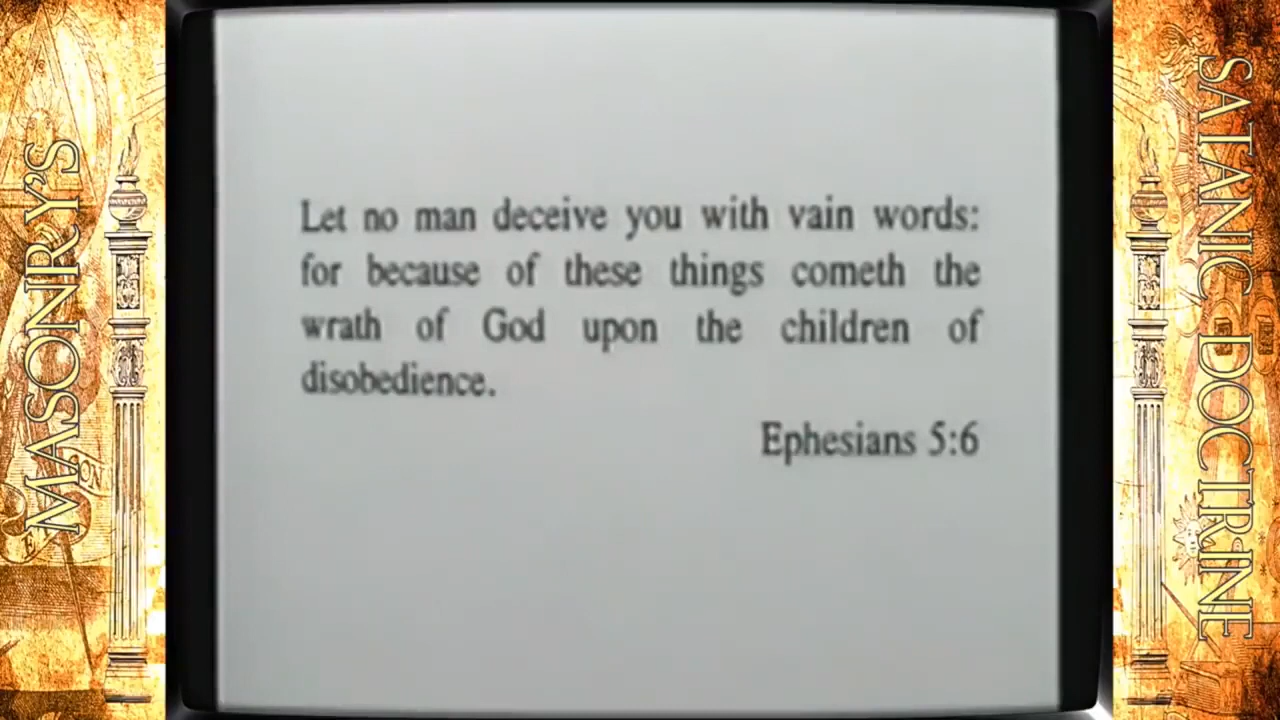 MASONRY'S
Let no man deceive you with vain words:
for because of these things cometh the
wrath of God upon the children of
disobedience.
Ephesians 5:6
SATANIC DOCTRINE